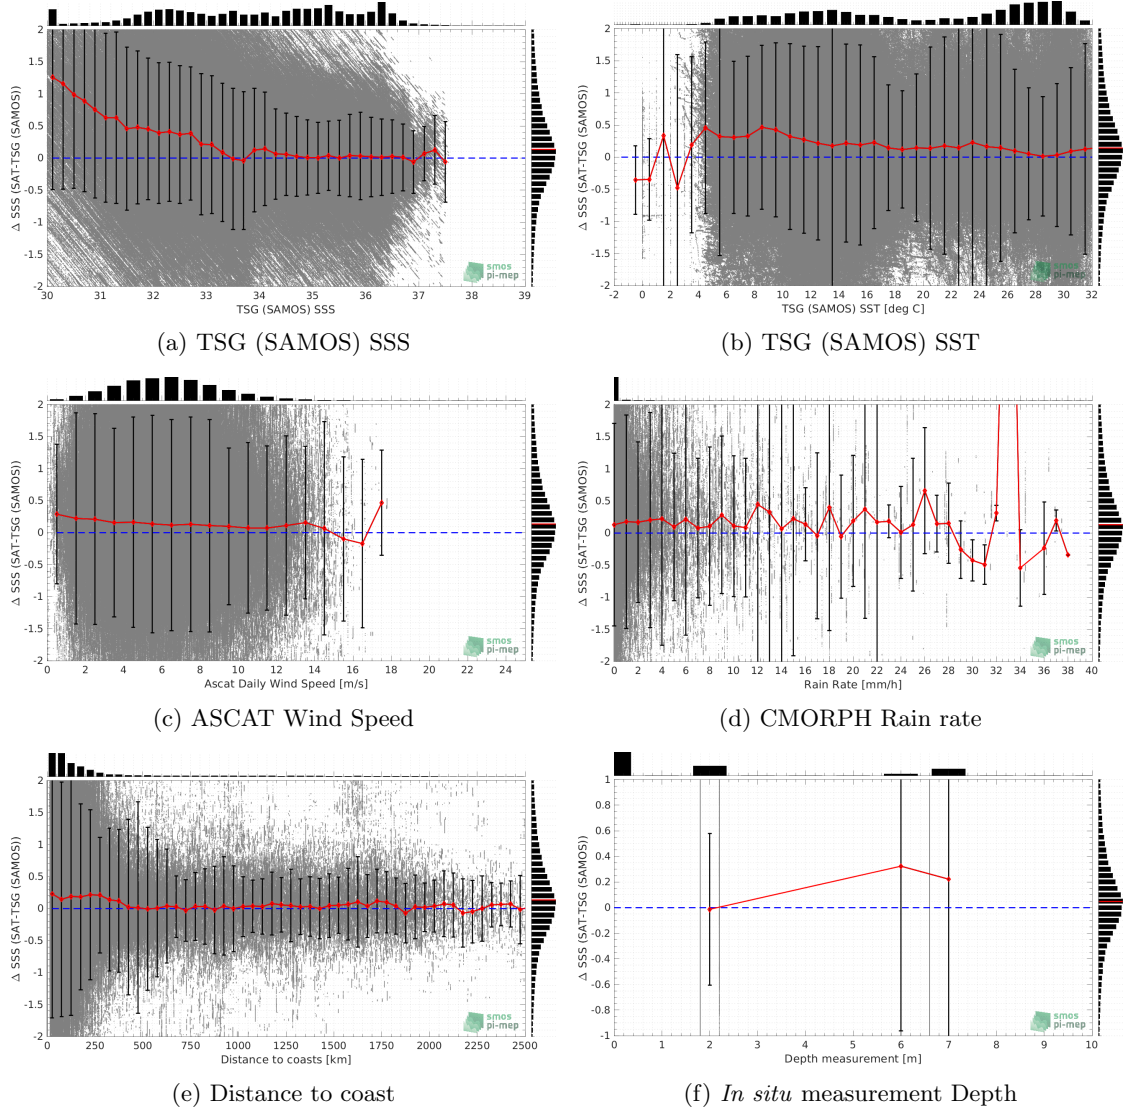 2
1.5
1
0.5
0
-0.5
-1
-1.5
-2
Δ SSS (SAT-TSG (SAMOS))
30 31 32 33 34 35 36 37 38 39
TSG (SAMOS) SSS
smos
pi-mep
(a) TSG (SAMOS) SSS
2
1.5
1
0.5
0
-0.5
-1
-1.5
-2
Δ SSS (SAT-TSG (SAMOS))
-2 0 2 4 6 8 10 12 14 16 18 20 22 24 26 28 30 32
TSG (SAMOS) SST [deg C]
smos
pi-mep
(b) TSG (SAMOS) SST
2
1.5
1
0.5
0
-0.5
-1
-1.5
-2
Δ SSS (SAT-TSG (SAMOS))
0 2 4 6 8 10 12 14 16 18 20 22 24
Ascat Daily Wind Speed [m/s]
smos
pi-mep
(c) ASCAT Wind Speed
2
1.5
1
0.5
0
-0.5
-1
-1.5
-2
Δ SSS (SAT-TSG (SAMOS))
0 2 4 6 8 10 12 14 16 18 20 21 24 26 28 30 32 34 36 38 40
Rain Rate [mm/h]
smos
pi-mep
(d) CMORPH Rain rate
2
1.5
1
0.5
0
-0.5
-1
-1.5
-2
Δ SSS (SAT-TSG (SAMOS))
0 250 500 750 1000 1250 1500 1750 2000 2250 2500
Distance to coasts [km]
smos
pi-mep
(e) Distance to coast
1
0.8
0.6
0.4
0.2
0
-0.2
-0.4
-0.6
-0.8
-1
Δ SSS (SAT-TSG (SAMOS))
0 1 2 3 4 5 6 7 8 9 10
Depth measurement [m]
smos
pi-mep
(f) In situ measurement Depth